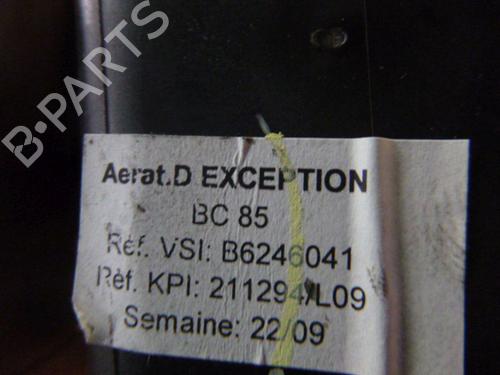 B-PARTS
Aerat.D EXCEPTION
BC 85
Réf. VSI: B6246041
Réf. KPI: 211294/L09
Semaine: 22/09